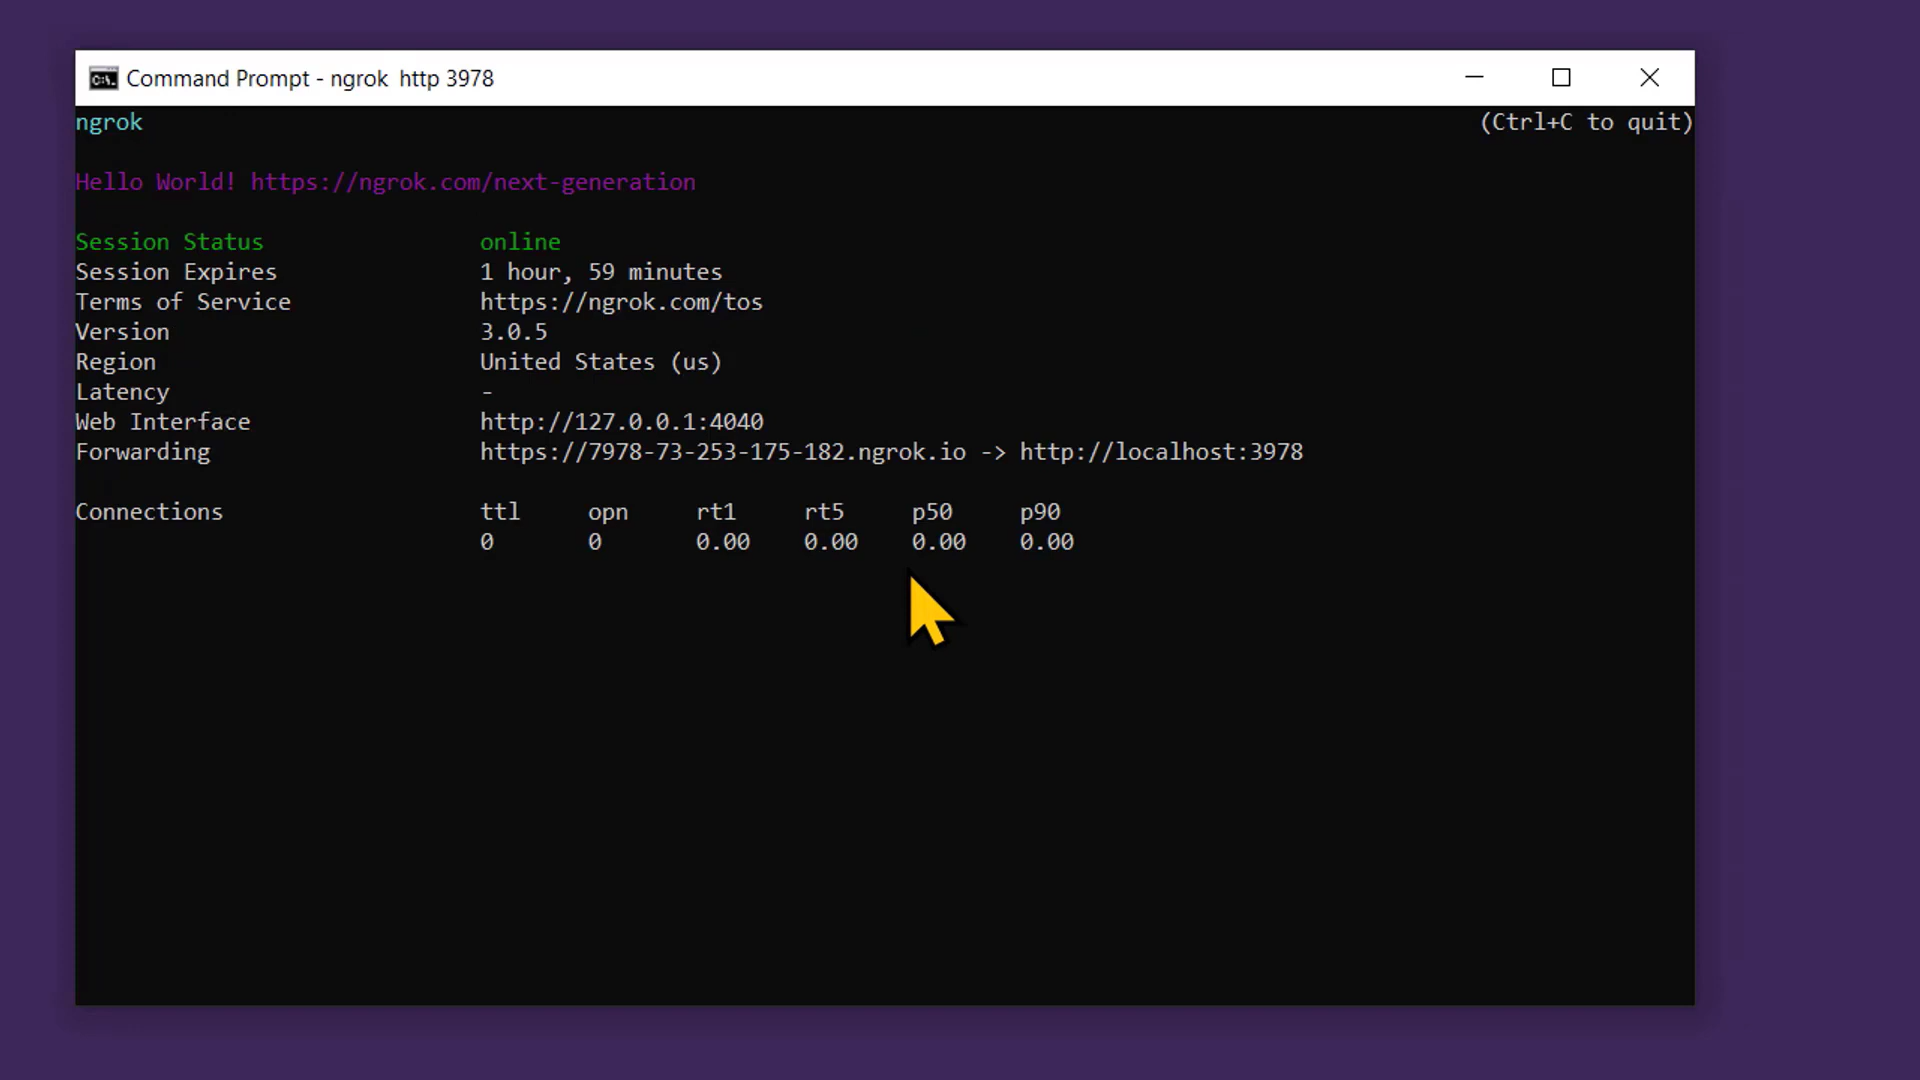 Command Prompt - ngrok  http 3978
ngrok (Ctrl+C to quit)
Hello World! https://ngrok.com/next-generation
Session Status online
Session Expires 1 hour, 59 minutes
Terms of Service https://ngrok.com/tos
Version 3.0.5
Region United States (us)
Latency -
Web Interface http://127.0.0.1:4040
Forwarding https://7978-73-253-175-182.ngrok.io -> http://localhost:3978
Connections ttl opn rt1 rt5 p50 p90
0 0 0.00 0.00 0.00 0.00